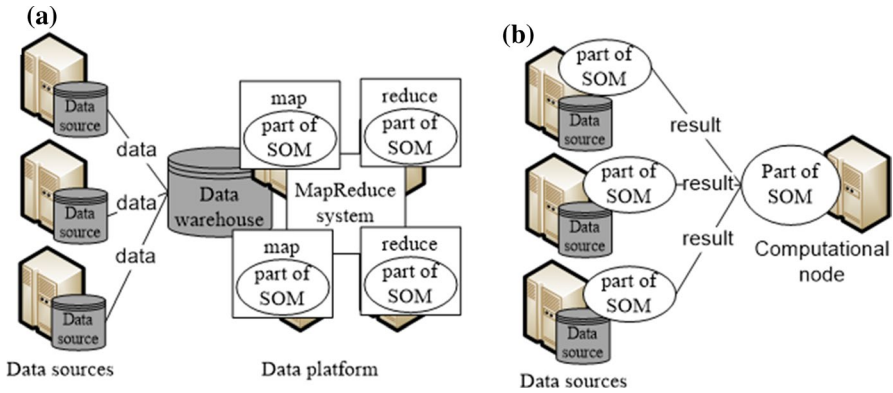 (a)
Data
source
data
Data
source
data
Data
source
data
Data sources
Data
warehouse
map
part of
SOM
reduce
part of
SOM
MapReduce
system
map
part of
SOM
reduce
part of
SOM
Data platform
(b)
part of
SOM
Data
source
result
part of
SOM
Data
source
result
part of
SOM
Data
source
result
Data sources
Part of
SOM
Computational
node